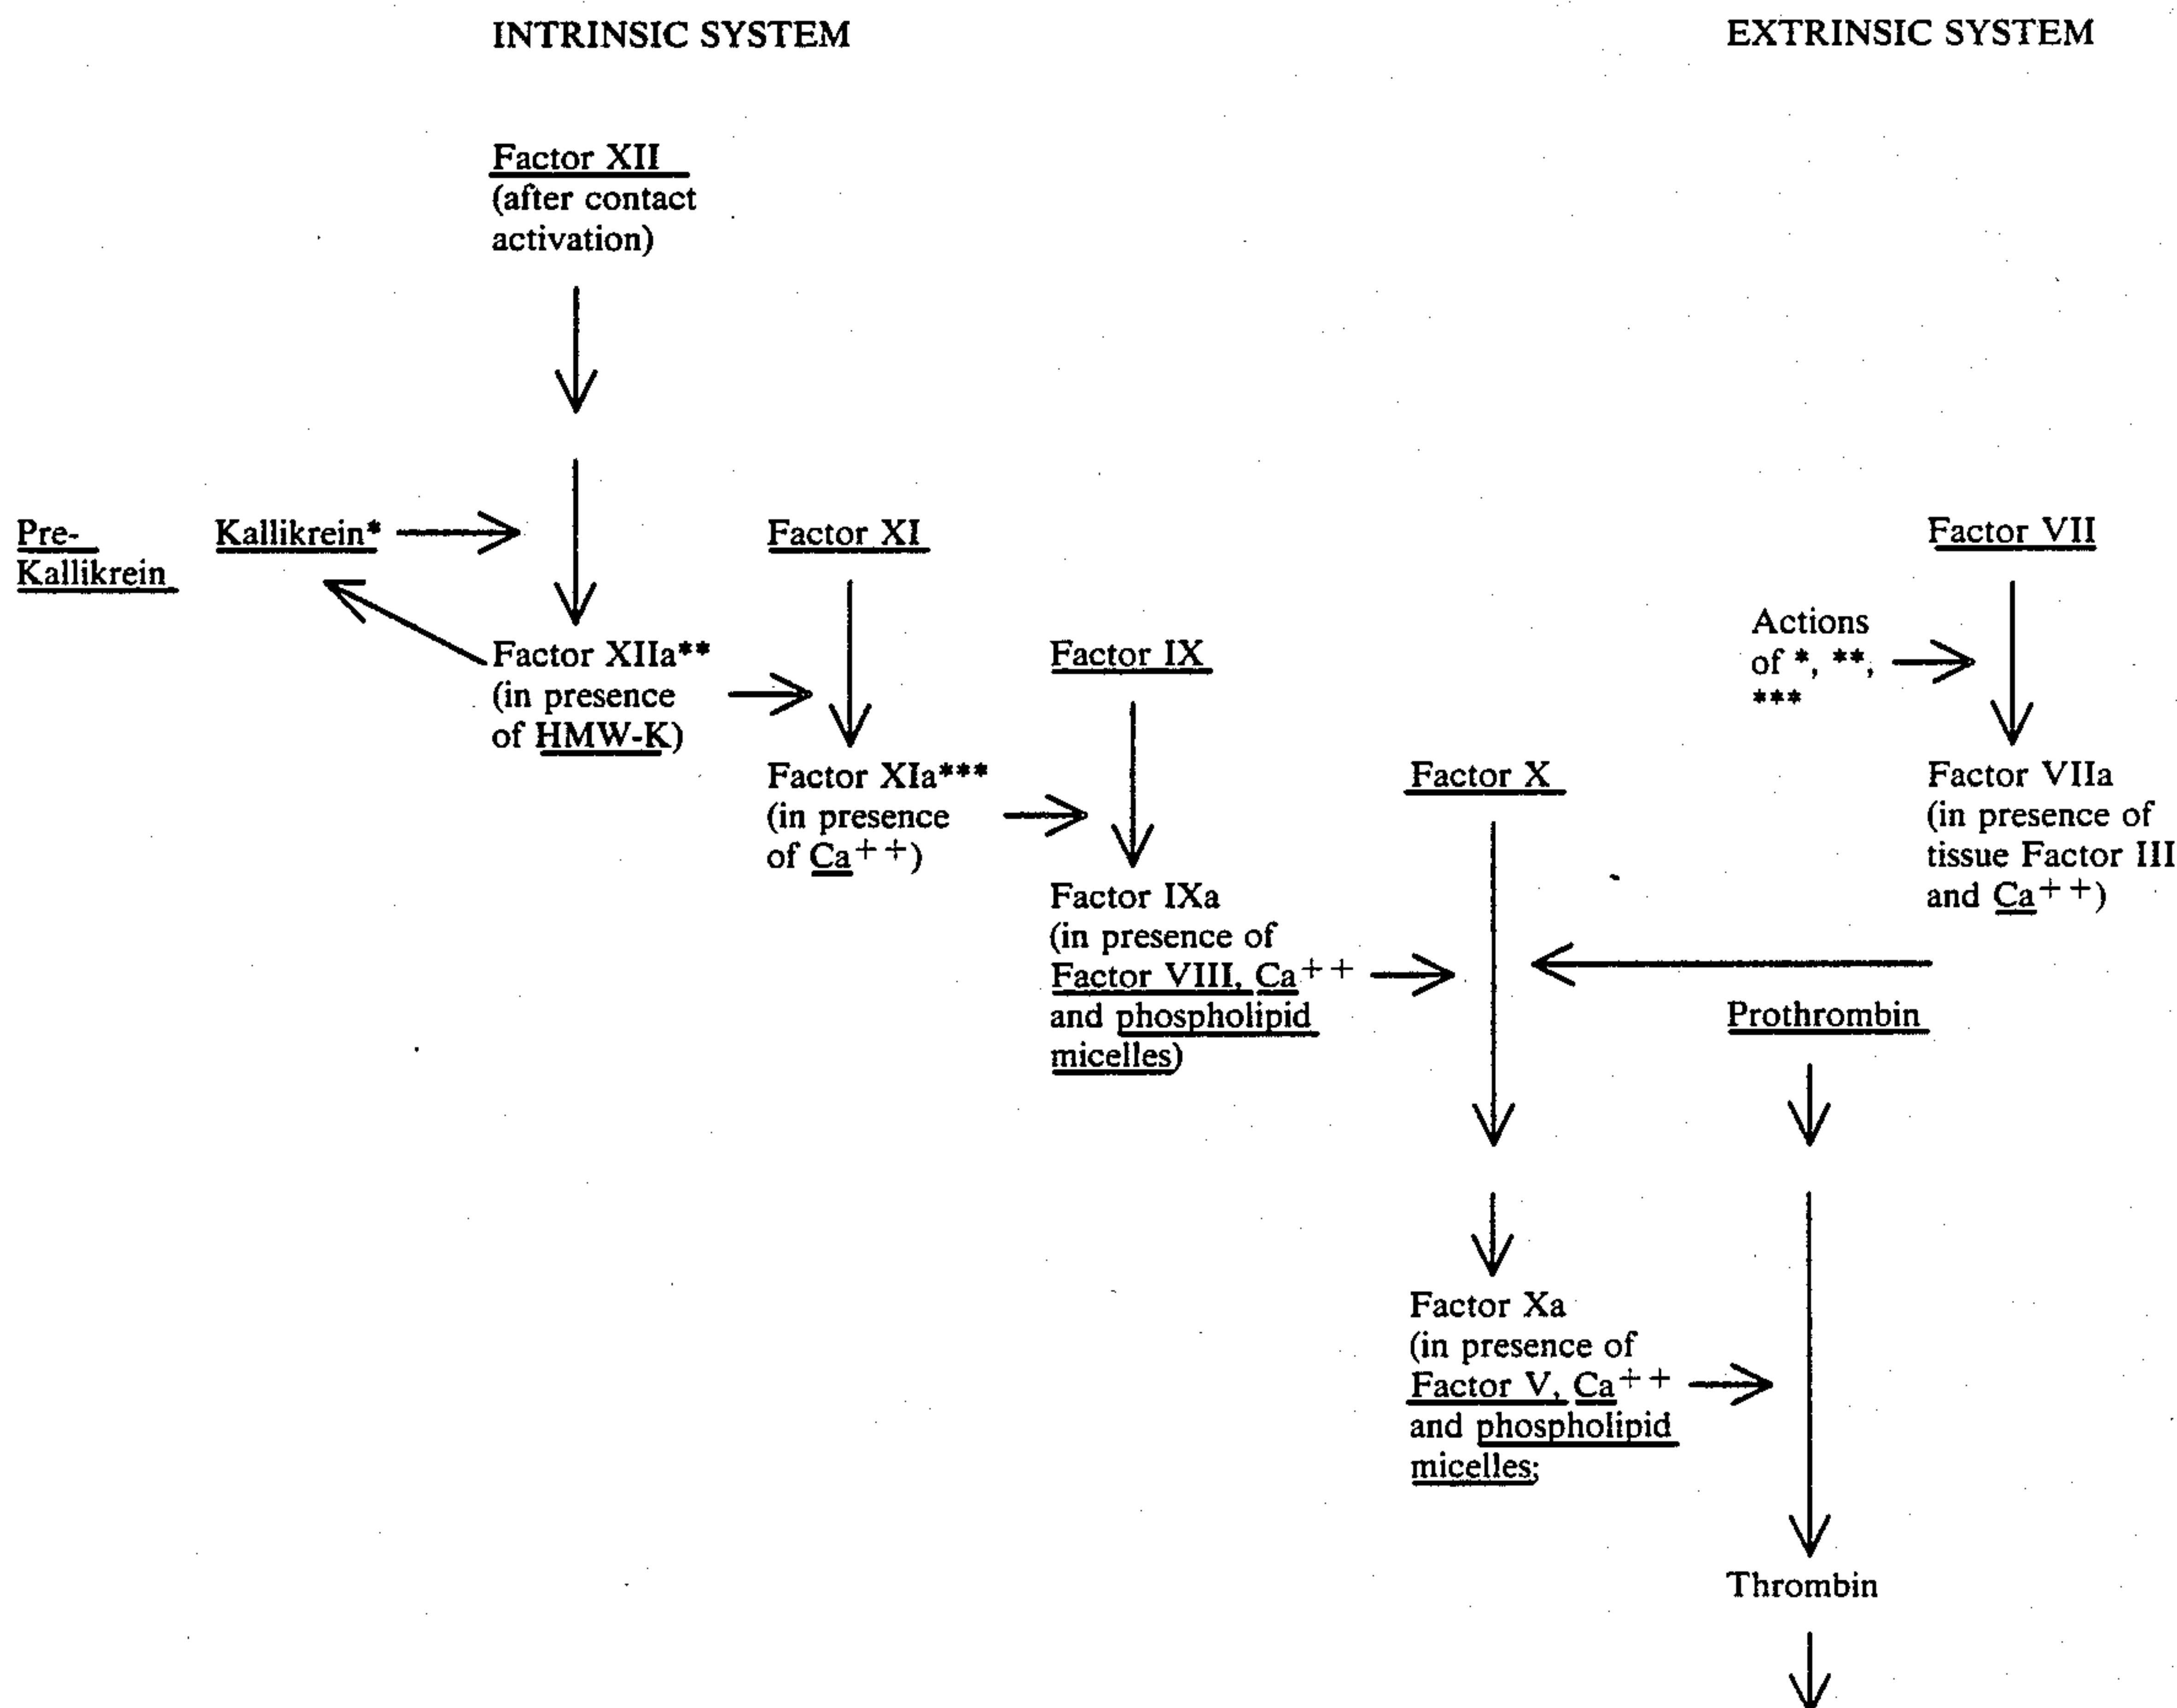 INTRINSIC SYSTEM
EXTRINSIC SYSTEM
Factor XII
(after contact
activation)
Pre-
Kallikrein
Kallikrein*
Factor XIIa**
(in presence
of HMW-K)
Factor XI
Factor XIa***
(in presence
of Ca++)
Factor IX
Factor IXa
(in presence of
Factor VIII, Ca++
and phospholipid
micelles)
Factor X
Factor VII
Actions
of *, **,
***
Factor VIIa
(in presence of
tissue Factor III
and Ca++)
Prothrombin
Factor Xa
(in presence of
Factor V, Ca++
and phospholipid
micelles;
Thrombin